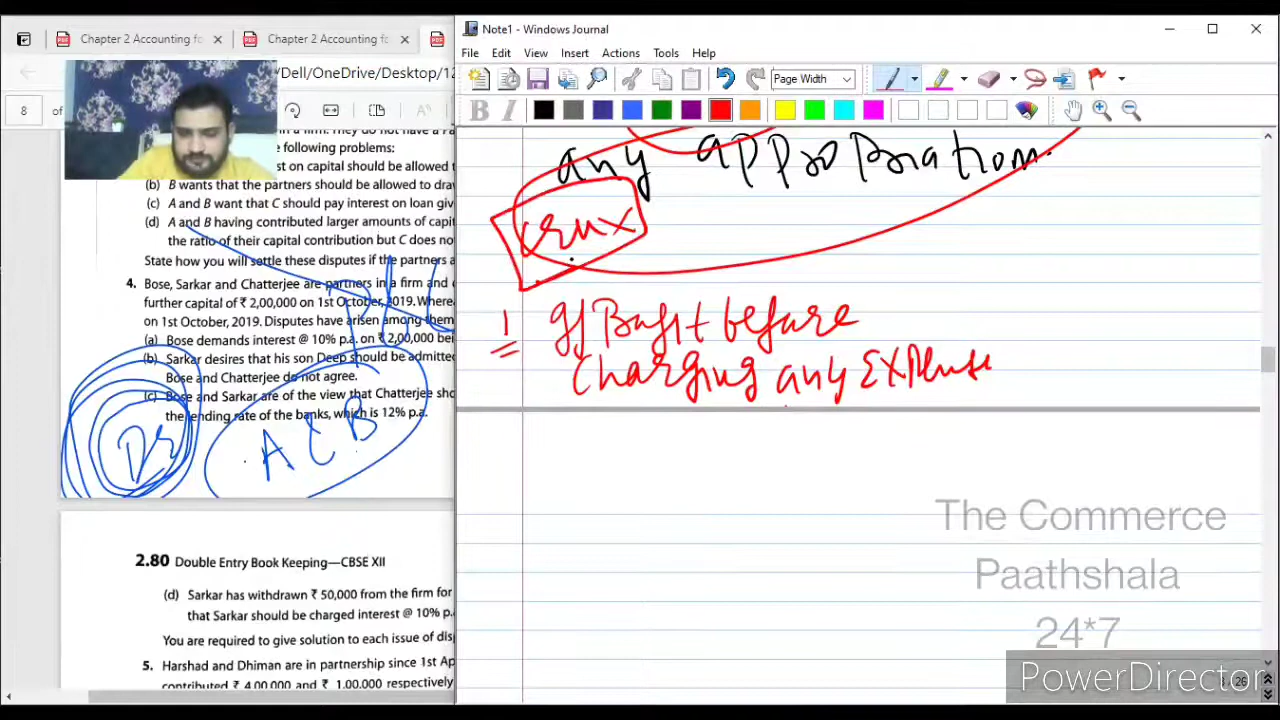 Note1 - Windows Journal
Chapter 2 Accounting fo
Chapter 2 Accounting fo
File Edit View Insert Actions Tools Help
/Dell/OneDrive/Desktop/12
Page Width
8 of
B I
any appropriation.
following problems:
st on capital should be allowed t
(b) B wants that the partners should be allowed to drav
(c) A and B want that C should pay interest on loan giv
(d) A and B having contributed larger amounts of capit
the ratio of their capital contribution but C does no
State how you will settle these disputes if the partners a
crux
4. Bose, Sarkar and Chatterjee are partners in a firm and
further capital of ₹ 2,00,000 on 1st October, 2019. Where
on 1st October, 2019. Disputes have arisen among them
(a) Bose demands interest @ 10% p.a. on ₹ 2,00,000 bei
(b) Sarkar desires that his son Deep should be admitted
Bose and Chatterjee do not agree.
(c) Bose and Sarkar are of the view that Chatterjee sho
the lending rate of the banks, which is 12% p.a.
P&L
Dr
A & B
1 If Profit before
Charging any Expense
2.80 Double Entry Book Keeping—CBSE XII
(d) Sarkar has withdrawn ₹ 50,000 from the firm for
that Sarkar should be charged interest @ 10% p.
You are required to give solution to each issue of dis
5. Harshad and Dhiman are in partnership since 1st Ap
contributed ₹ 4,00,000 and ₹ 1,00,000 respectively
The Commerce
Paathshala
24*7
PowerDirector